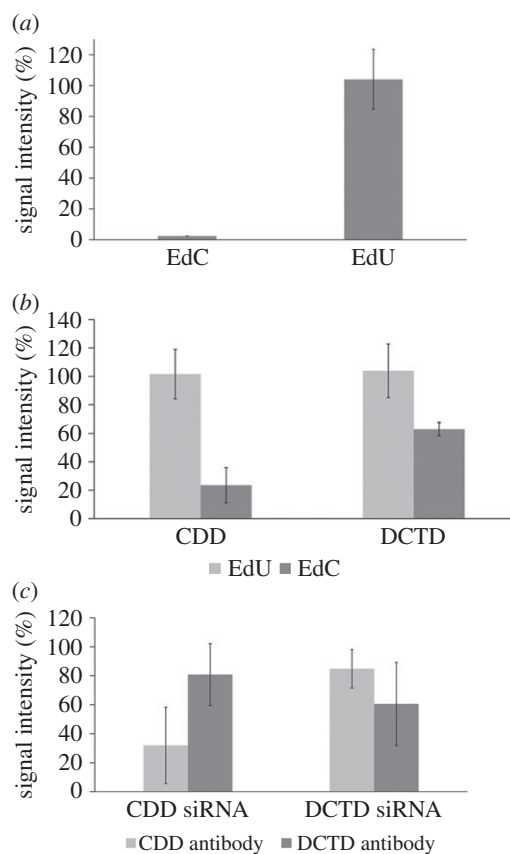 (a)
signal intensity (%)
120
100
80
60
40
20
0
EdC EdU
(b)
signal intensity (%)
140
120
100
80
60
40
20
0
CDD DCTD
EdU EdC
(c)
signal intensity (%)
120
100
80
60
40
20
0
CDD siRNA DCTD siRNA
CDD antibody DCTD antibody